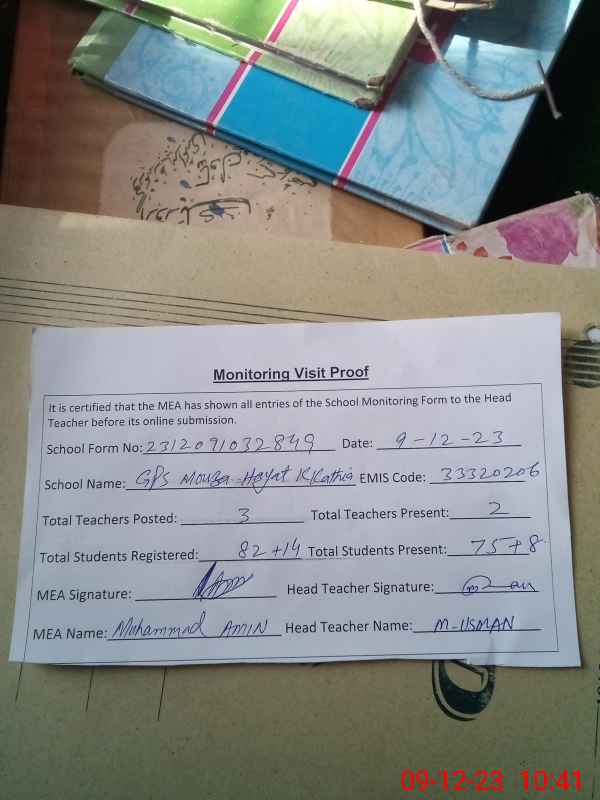 Monitoring Visit Proof
It is certified that the MEA has shown all entries of the School Monitoring Form to the Head
Teacher before its online submission.
School Form No: 2312091032849 Date: 9-12-23
School Name: GPS Mouza Hayat K Kathia EMIS Code: 33320206
Total Teachers Posted: 3 Total Teachers Present: 2
Total Students Registered: 82+14 Total Students Present: 75+8
MEA Signature: Head Teacher Signature:
MEA Name: Muhammad AMIN Head Teacher Name: M-USMAN
09-12-23 10:41